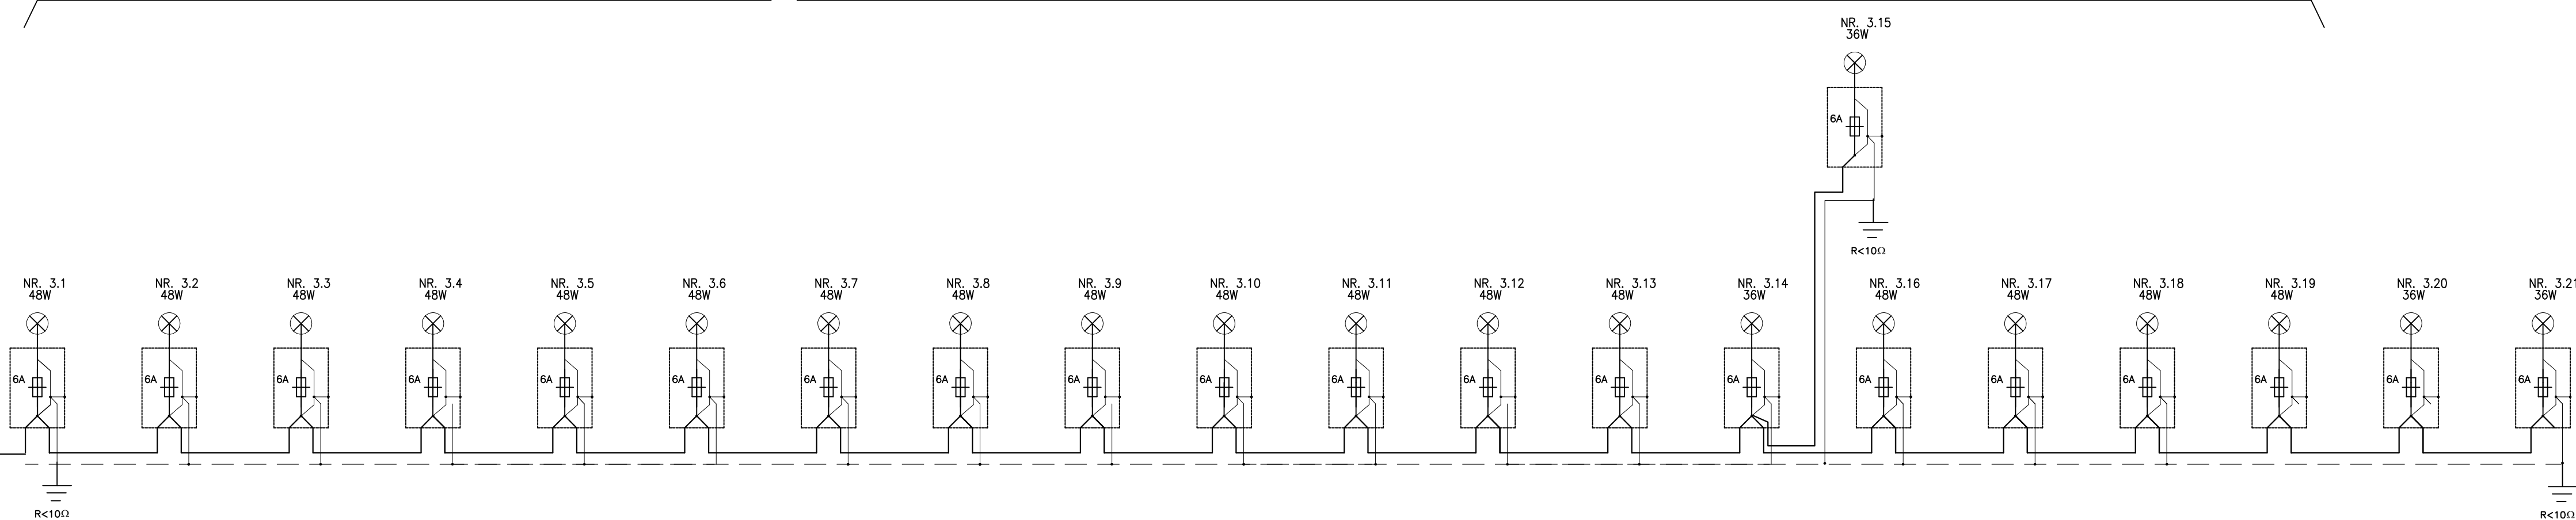 NR. 3.15
36W
6A
R<10Ω
NR. 3.1
48W
6A
R<10Ω
NR. 3.2
48W
6A
NR. 3.3
48W
6A
NR. 3.4
48W
6A
NR. 3.5
48W
6A
NR. 3.6
48W
6A
NR. 3.7
48W
6A
NR. 3.8
48W
6A
NR. 3.9
48W
6A
NR. 3.10
48W
6A
NR. 3.11
48W
6A
NR. 3.12
48W
6A
NR. 3.13
48W
6A
NR. 3.14
36W
6A
NR. 3.16
48W
6A
NR. 3.17
48W
6A
NR. 3.18
48W
6A
NR. 3.19
48W
6A
NR. 3.20
36W
6A
NR. 3.21
36W
6A
R<10Ω